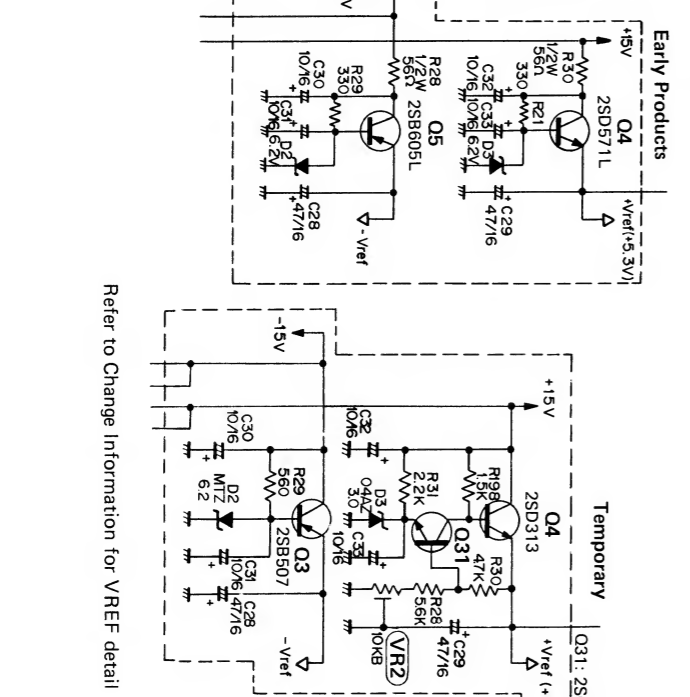 Early Products
+15V
R30
1/2W
56Ω
Q4
2SD571L
R21
330
C32
10/16
C33
10/16
D3
6.2V
C29
47/16
+Vref(+5.3V)
R28
1/2W
56Ω
Q5
2SB605L
R29
330
C30
10/16
C31
10/16
D2
6.2V
C28
47/16
-Vref
Temporary
+15V
Q4
2SD313
R198
1.5K
R31
2.2K
C32
10/16
D3
04AZ
3.0
C33
10/16
Q31
R30
47K
R28
5.6K
VR2
10KB
C29
47/16
+Vref (+
Q31: 2S
-15V
C30
10/16
R29
560
D2
MTZ
6.2
Q3
2SB507
C31
10/16
C28
47/16
-Vref
Refer to Change Information for VREF detail